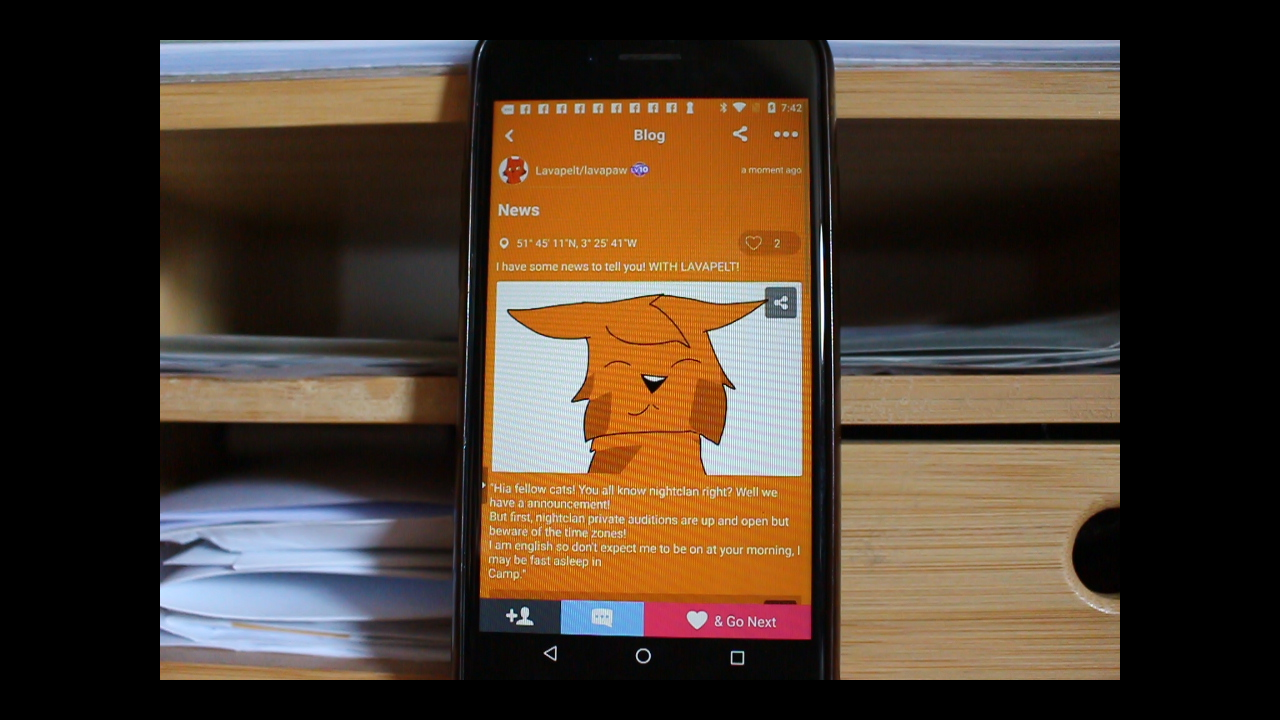 7:42
Blog
Lavapelt/lavapaw LV10
a moment ago
News
51° 45' 11"N, 3° 25' 41"W
2
I have some news to tell you! WITH LAVAPELT!
"Hia fellow cats! You all know nightclan right? Well we
have a announcement!
But first, nightclan private auditions are up and open but
beware of the time zones!
I am english so don't expect me to be on at your morning, I
may be fast asleep in
Camp."
& Go Next